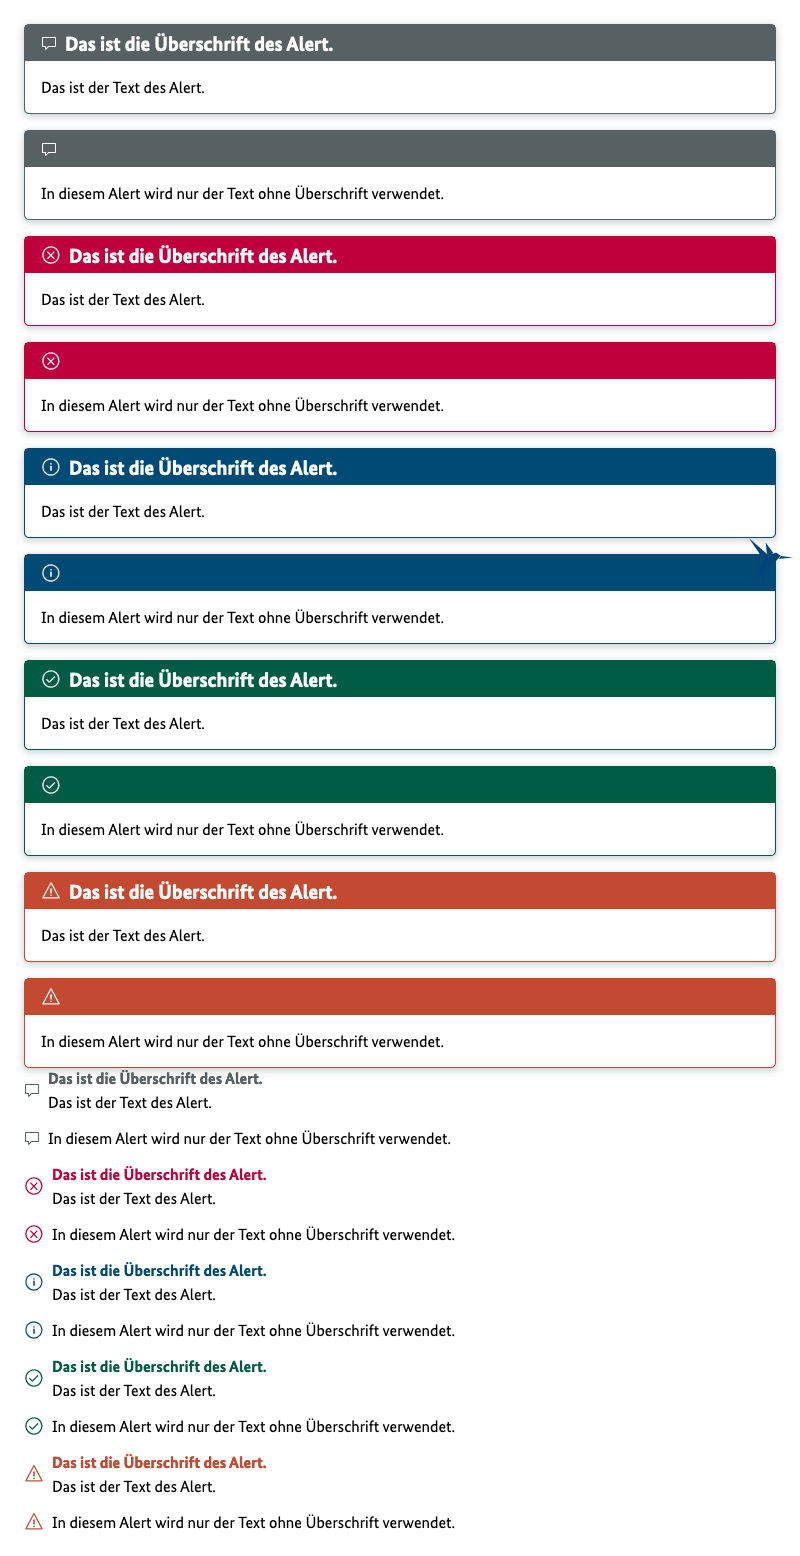 Das ist die Überschrift des Alert.
Das ist der Text des Alert.
In diesem Alert wird nur der Text ohne Überschrift verwendet.
Das ist die Überschrift des Alert.
Das ist der Text des Alert.
In diesem Alert wird nur der Text ohne Überschrift verwendet.
Das ist die Überschrift des Alert.
Das ist der Text des Alert.
In diesem Alert wird nur der Text ohne Überschrift verwendet.
Das ist die Überschrift des Alert.
Das ist der Text des Alert.
In diesem Alert wird nur der Text ohne Überschrift verwendet.
Das ist die Überschrift des Alert.
Das ist der Text des Alert.
In diesem Alert wird nur der Text ohne Überschrift verwendet.
Das ist die Überschrift des Alert.
Das ist der Text des Alert.
In diesem Alert wird nur der Text ohne Überschrift verwendet.
Das ist die Überschrift des Alert.
Das ist der Text des Alert.
In diesem Alert wird nur der Text ohne Überschrift verwendet.
Das ist die Überschrift des Alert.
Das ist der Text des Alert.
In diesem Alert wird nur der Text ohne Überschrift verwendet.
Das ist die Überschrift des Alert.
Das ist der Text des Alert.
In diesem Alert wird nur der Text ohne Überschrift verwendet.
Das ist die Überschrift des Alert.
Das ist der Text des Alert.
In diesem Alert wird nur der Text ohne Überschrift verwendet.